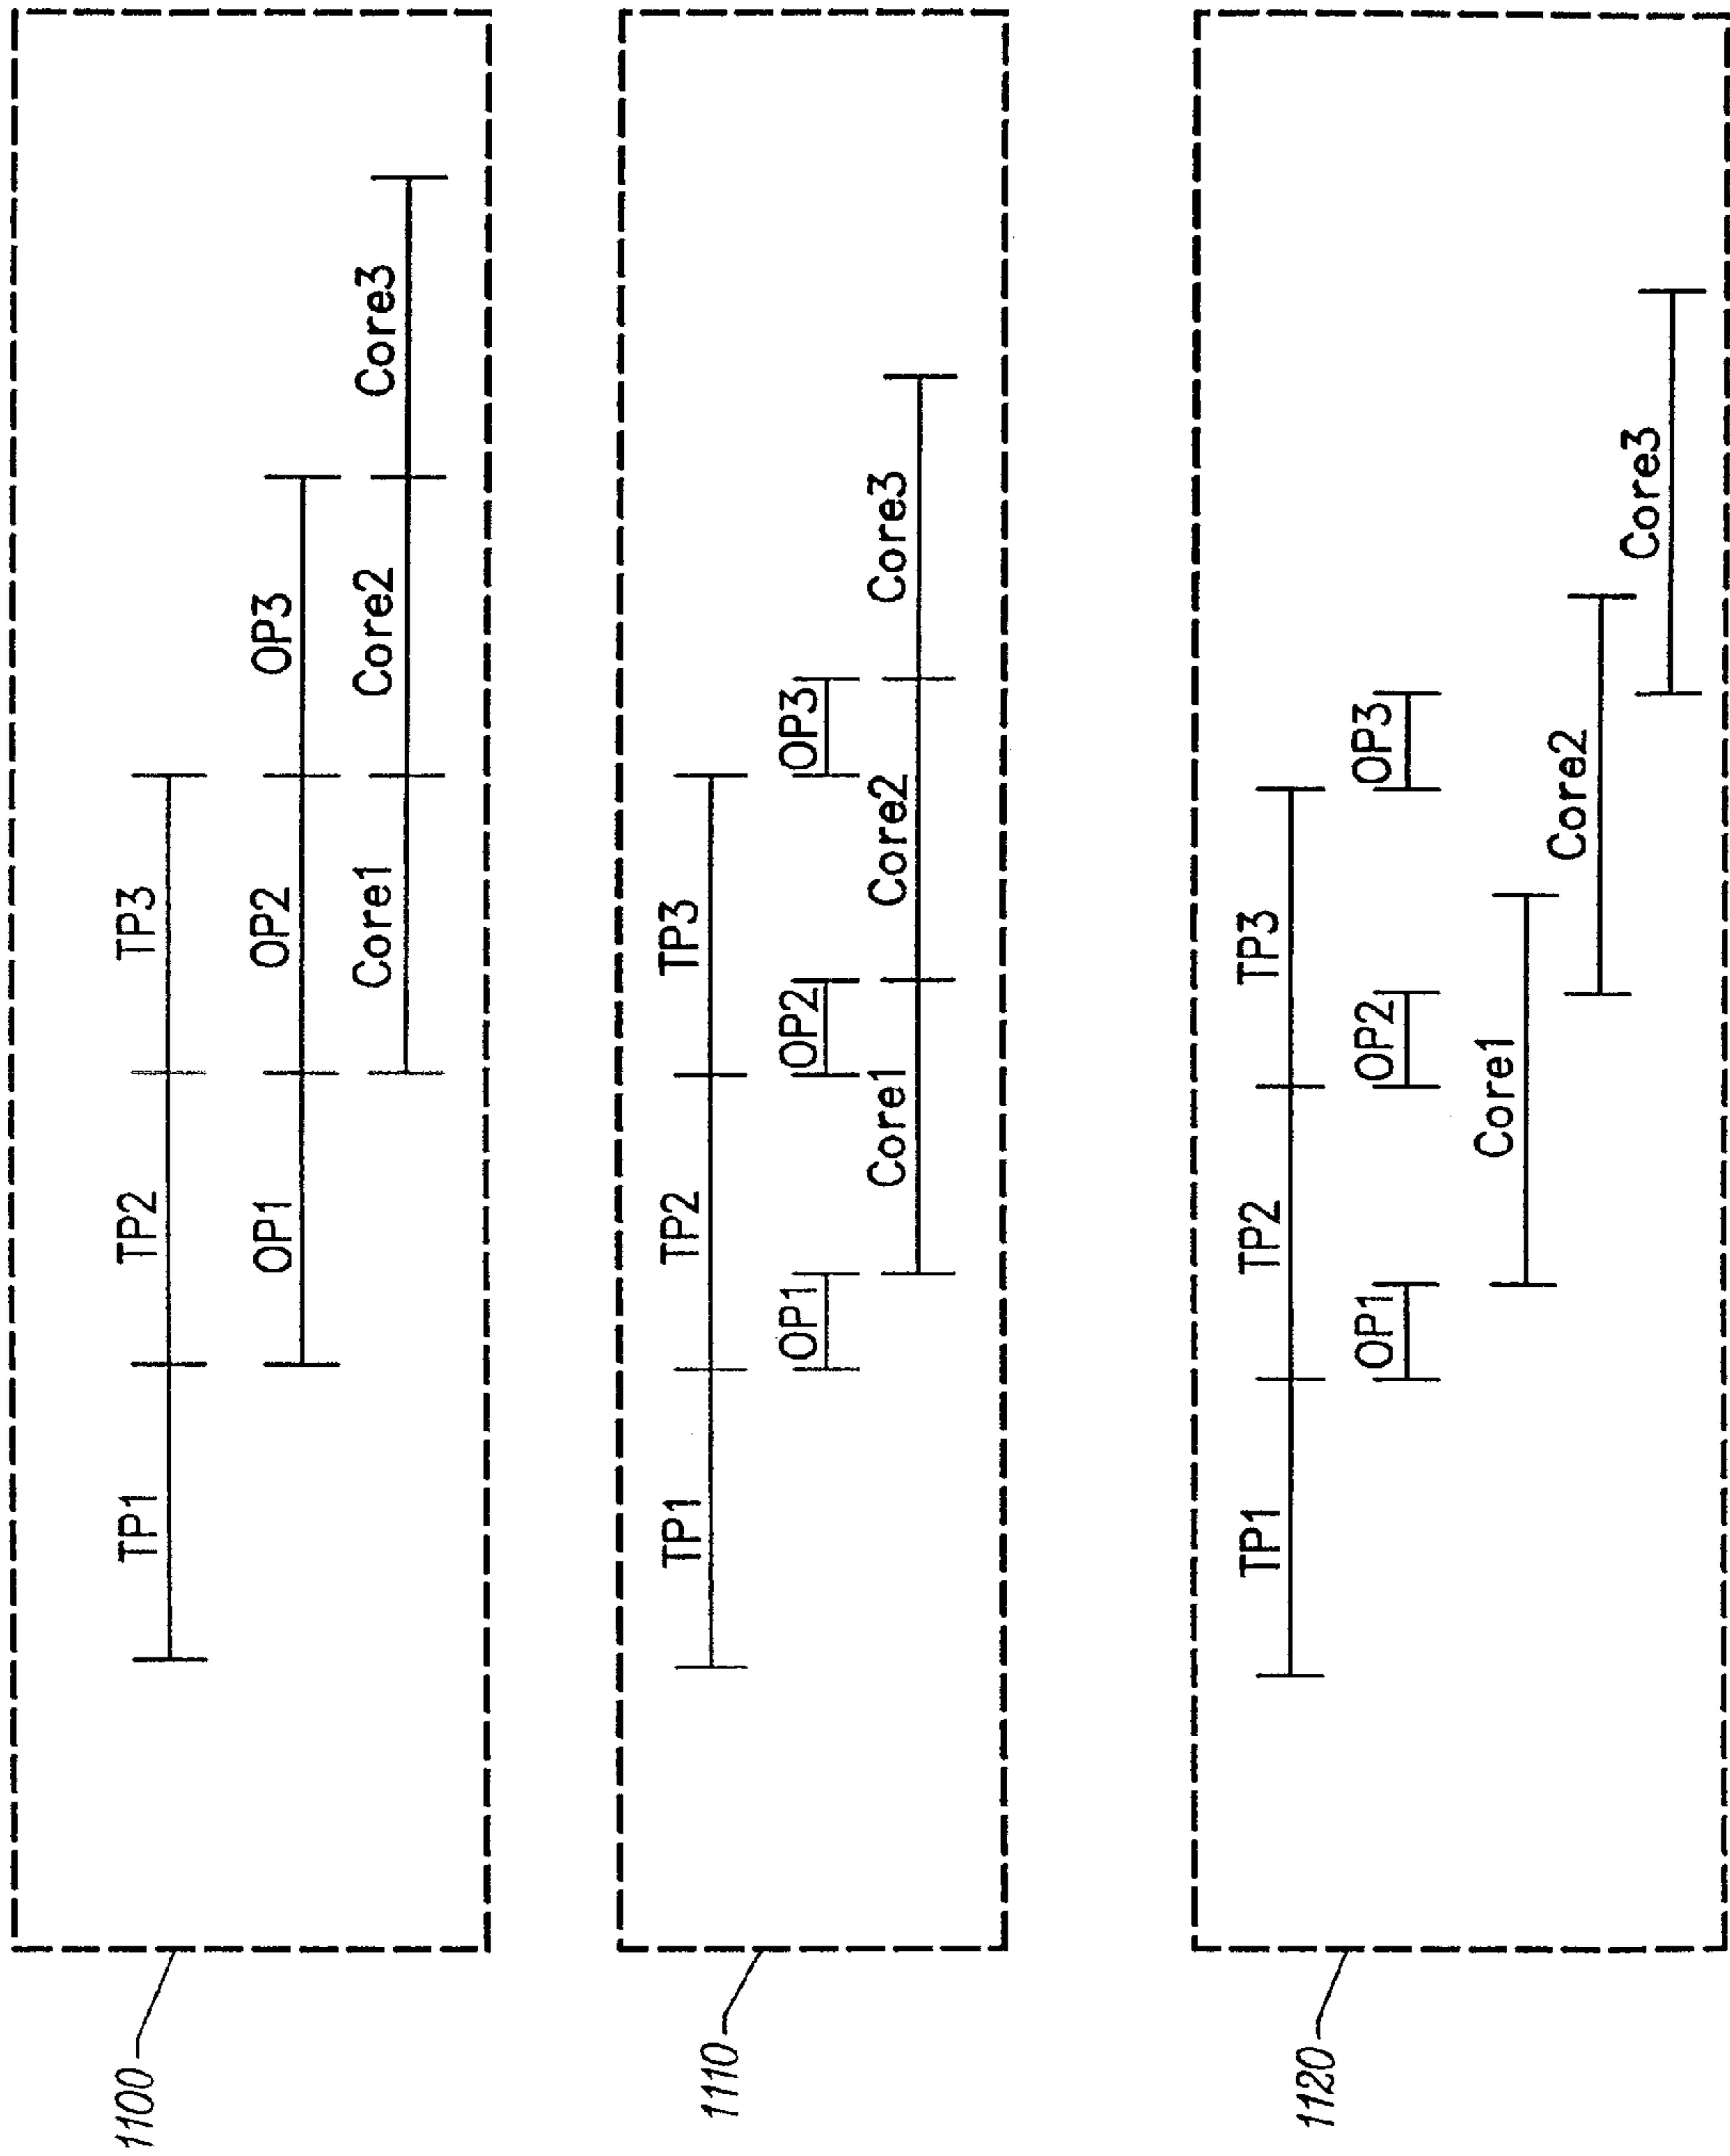 1100
TP1 TP2 TP3
OP1 OP2 OP3
Core1 Core2 Core3
1110
TP1 TP2 TP3
OP1 OP2 OP3
Core1 Core2 Core3
1120
TP1 TP2 TP3
OP1 OP2 OP3
Core1
Core2
Core3